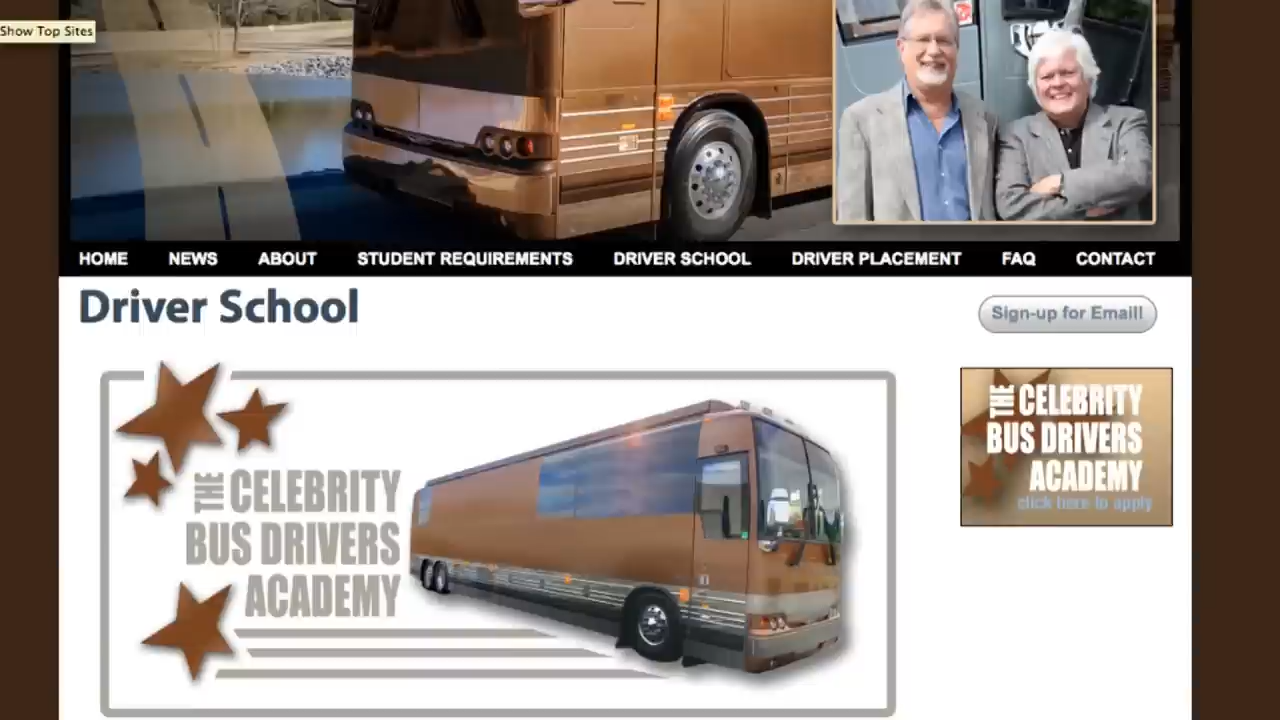 Show Top Sites
HOME NEWS ABOUT STUDENT REQUIREMENTS DRIVER SCHOOL DRIVER PLACEMENT FAQ CONTACT
Driver School
Sign-up for Email!
THE CELEBRITY
BUS DRIVERS
ACADEMY
THE CELEBRITY
BUS DRIVERS
ACADEMY
click here to apply